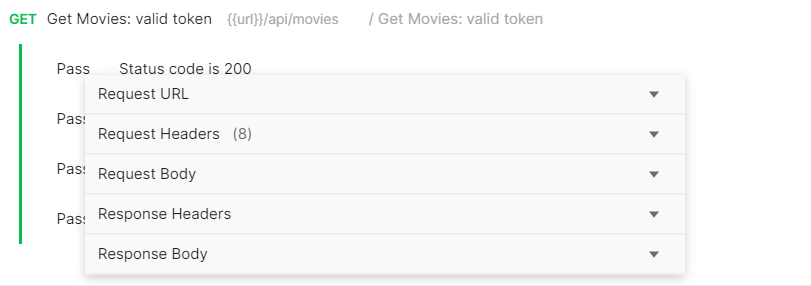 GET Get Movies: valid token {{url}}/api/movies / Get Movies: valid token
Pass Status code is 200
Request URL
Pass
Request Headers (8)
Pass
Request Body
Pass
Response Headers
Response Body